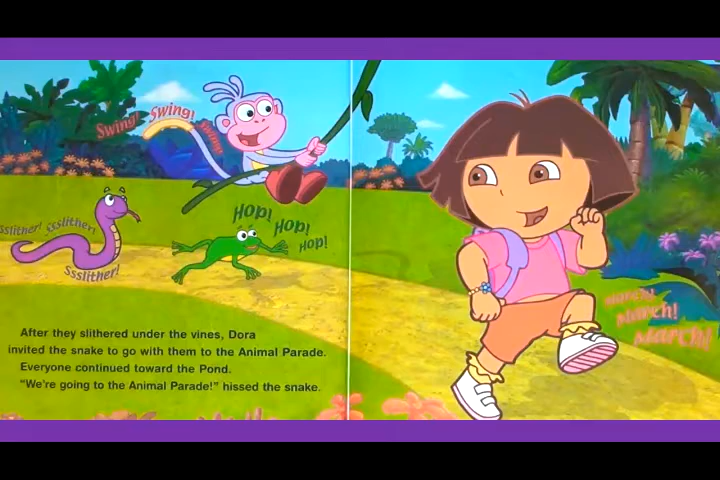 Swing! Swing! Swing!
Ssslither! Ssslither!
Ssslither!
Hop!
Hop!
Hop!
March!
March!
March!
After they slithered under the vines, Dora
invited the snake to go with them to the Animal Parade.
Everyone continued toward the Pond.
“We’re going to the Animal Parade!” hissed the snake.